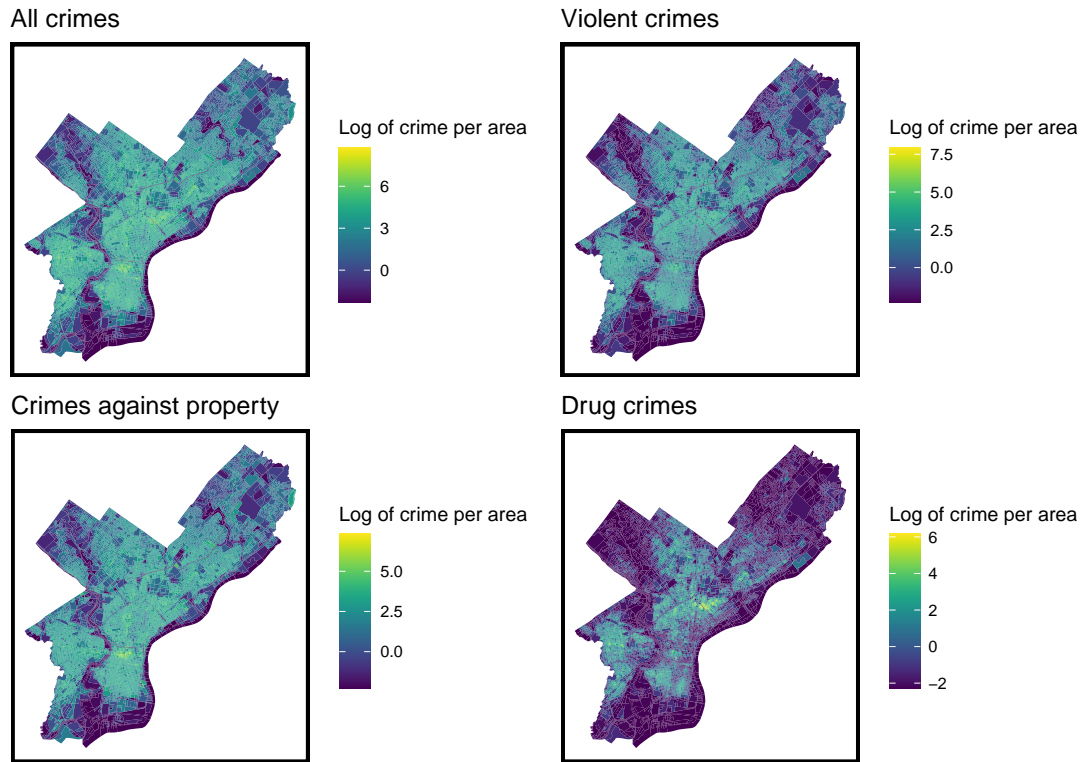 All crimes
Log of crime per area
6
3
0
Violent crimes
Log of crime per area
7.5
5.0
2.5
0.0
Crimes against property
Log of crime per area
5.0
2.5
0.0
Drug crimes
Log of crime per area
6
4
2
0
−2